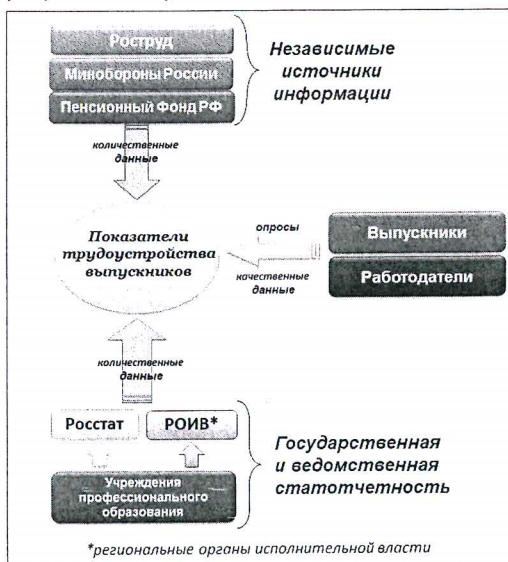 Роструд
Минобороны России
Пенсионный Фонд РФ
Независимые
источники
информации
количественные
данные
Показатели
трудоустройства
выпускников
опросы
качественные
данные
Выпускники
Работодатели
количественные
данные
Росстат
РОИВ*
Учреждения
профессионального
образования
Государственная
и ведомственная
статотчетность
*региональные органы исполнительной власти